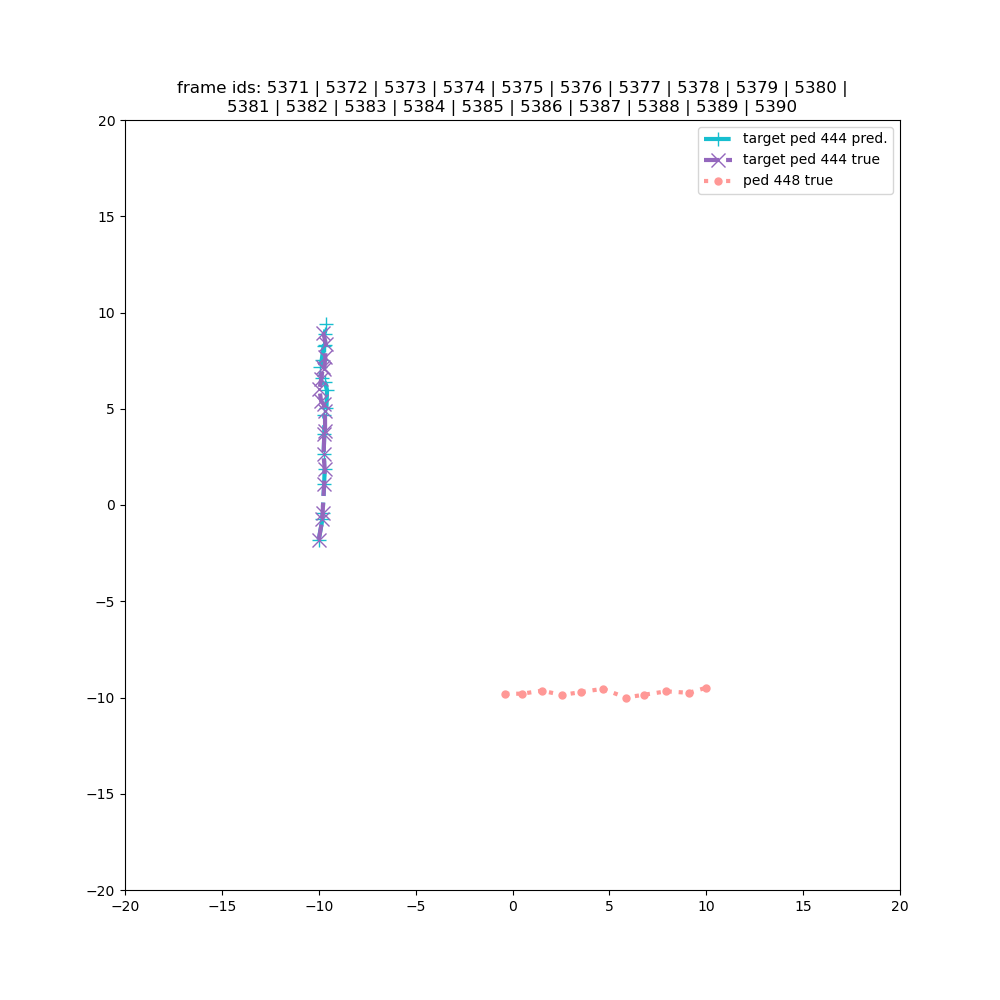 frame ids: 5371 | 5372 | 5373 | 5374 | 5375 | 5376 | 5377 | 5378 | 5379 | 5380 |
5381 | 5382 | 5383 | 5384 | 5385 | 5386 | 5387 | 5388 | 5389 | 5390
target ped 444 pred.
target ped 444 true
ped 448 true
20
15
10
5
0
−5
−10
−15
−20
−20 −15 −10 −5 0 5 10 15 20